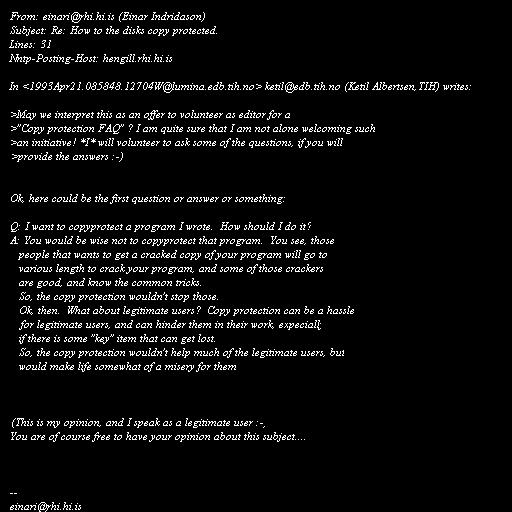 From: einari@rhi.hi.is (Einar Indridason)
Subject: Re: How to the disks copy protected.
Lines: 31
Nntp-Posting-Host: hengill.rhi.hi.is

In <1993Apr21.085848.12704W@lumina.edb.tih.no> ketil@edb.tih.no (Ketil Albertsen,TIH) writes:

>May we interpret this as an offer to volunteer as editor for a
>"Copy protection FAQ" ? I am quite sure that I am not alone welcoming such
>an initiative! *I* will volunteer to ask some of the questions, if you will
>provide the answers :-)

Ok, here could be the first question or answer or something:

Q: I want to copyprotect a program I wrote. How should I do it?
A: You would be wise not to copyprotect that program. You see, those
people that wants to get a cracked copy of your program will go to
various length to crack your program, and some of those crackers
are good, and know the common tricks.
So, the copy protection wouldn't stop those.
Ok, then. What about legitimate users? Copy protection can be a hassle
for legitimate users, and can hinder them in their work, expeciall;
if there is some "key" item that can get lost.
So, the copy protection wouldn't help much of the legitimate users, but
would make life somewhat of a misery for them

(This is my opinion, and I speak as a legitimate user :-,
You are of course free to have your opinion about this subject....

--
einari@rhi.hi.is